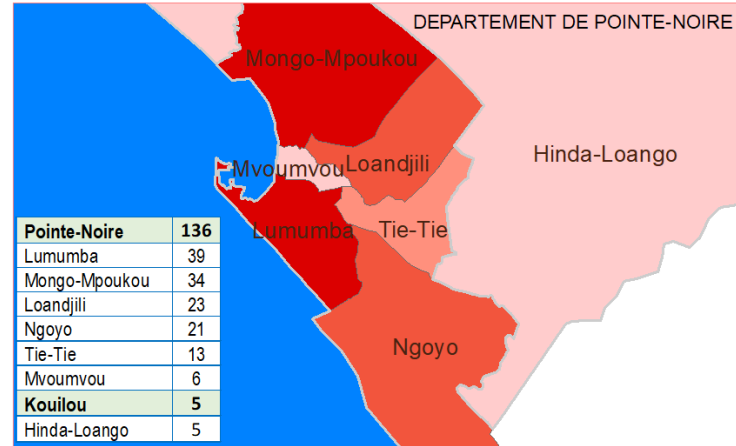 DEPARTEMENT DE POINTE-NOIRE
Mongo-Mpoukou
Hinda-Loango
Mvoumvou
Loandjili
Lumumba
Tie-Tie
Ngoyo
Pointe-Noire 136
Lumumba 39
Mongo-Mpoukou 34
Loandjili 23
Ngoyo 21
Tie-Tie 13
Mvoumvou 6
Kouilou 5
Hinda-Loango 5